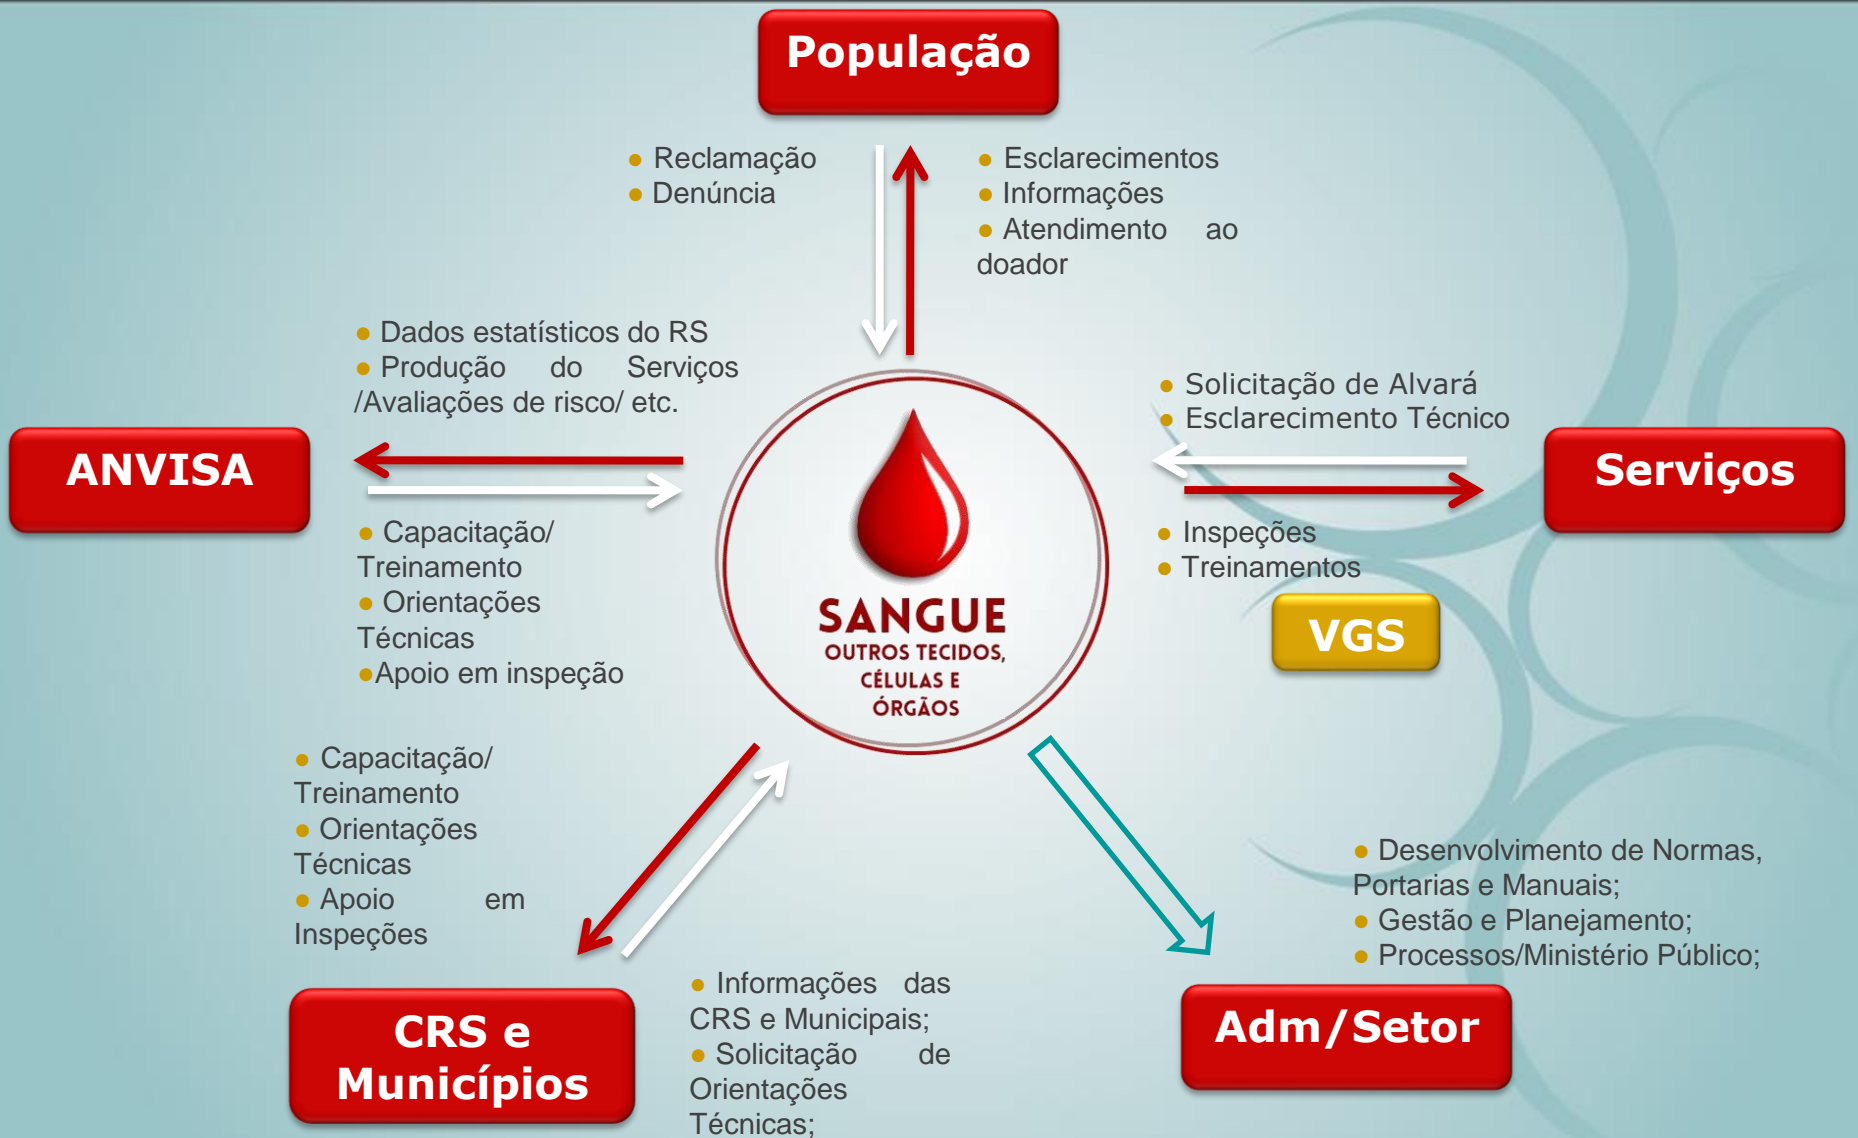 População
● Reclamação
● Denúncia
● Esclarecimentos
● Informações
● Atendimento ao
doador
● Dados estatísticos do RS
● Produção do Serviços
/Avaliações de risco/ etc.
ANVISA
● Capacitação/
Treinamento
● Orientações
Técnicas
●Apoio em inspeção
SANGUE
OUTROS TECIDOS,
CÉLULAS E
ÓRGÃOS
● Solicitação de Alvará
● Esclarecimento Técnico
Serviços
● Inspeções
● Treinamentos
VGS
● Capacitação/
Treinamento
● Orientações
Técnicas
● Apoio em
Inspeções
CRS e
Municípios
● Informações das
CRS e Municipais;
● Solicitação de
Orientações
Técnicas;
● Desenvolvimento de Normas,
Portarias e Manuais;
● Gestão e Planejamento;
● Processos/Ministério Público;
Adm/Setor